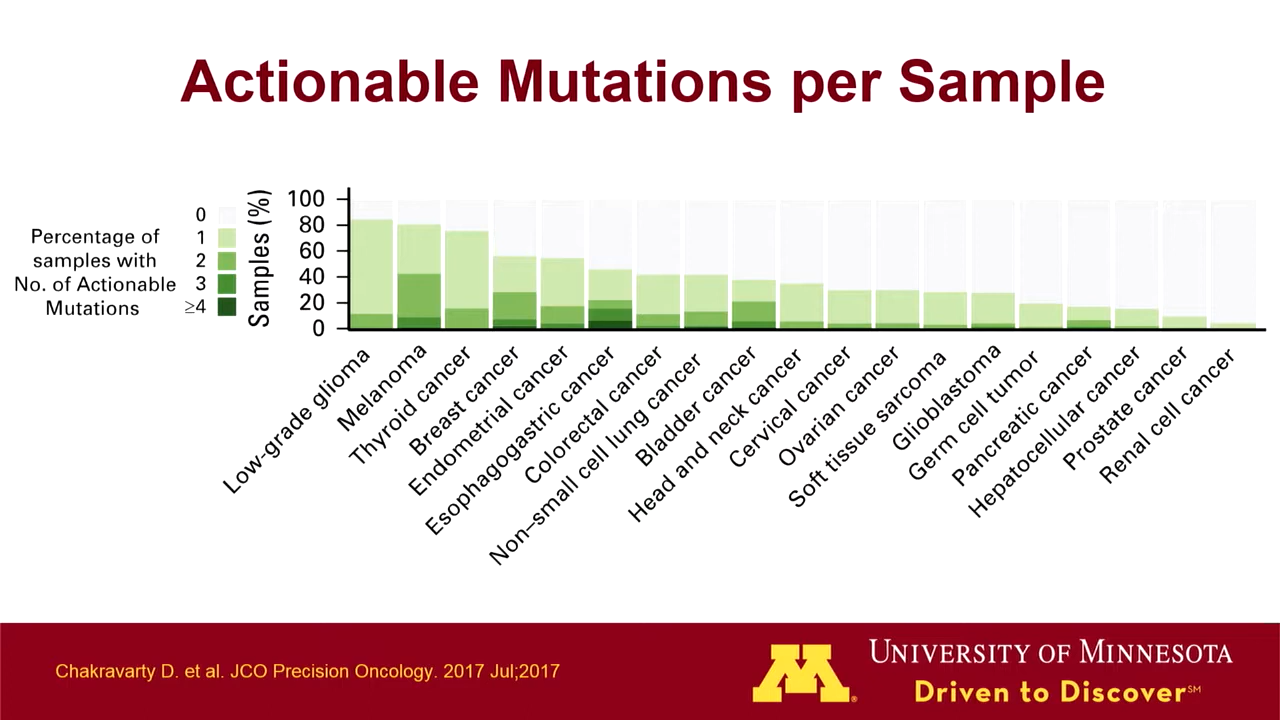 Actionable Mutations per Sample
Percentage of
samples with
No. of Actionable
Mutations
0
1
2
3
≥4
Samples (%)
100
80
60
40
20
0
Low-grade glioma
Melanoma
Thyroid cancer
Breast cancer
Endometrial cancer
Esophagogastric cancer
Colorectal cancer
Non–small cell lung cancer
Bladder cancer
Head and neck cancer
Cervical cancer
Ovarian cancer
Soft tissue sarcoma
Glioblastoma
Germ cell tumor
Pancreatic cancer
Hepatocellular cancer
Prostate cancer
Renal cell cancer
Chakravarty D. et al. JCO Precision Oncology. 2017 Jul;2017
M®
UNIVERSITY OF MINNESOTA
Driven to Discover℠